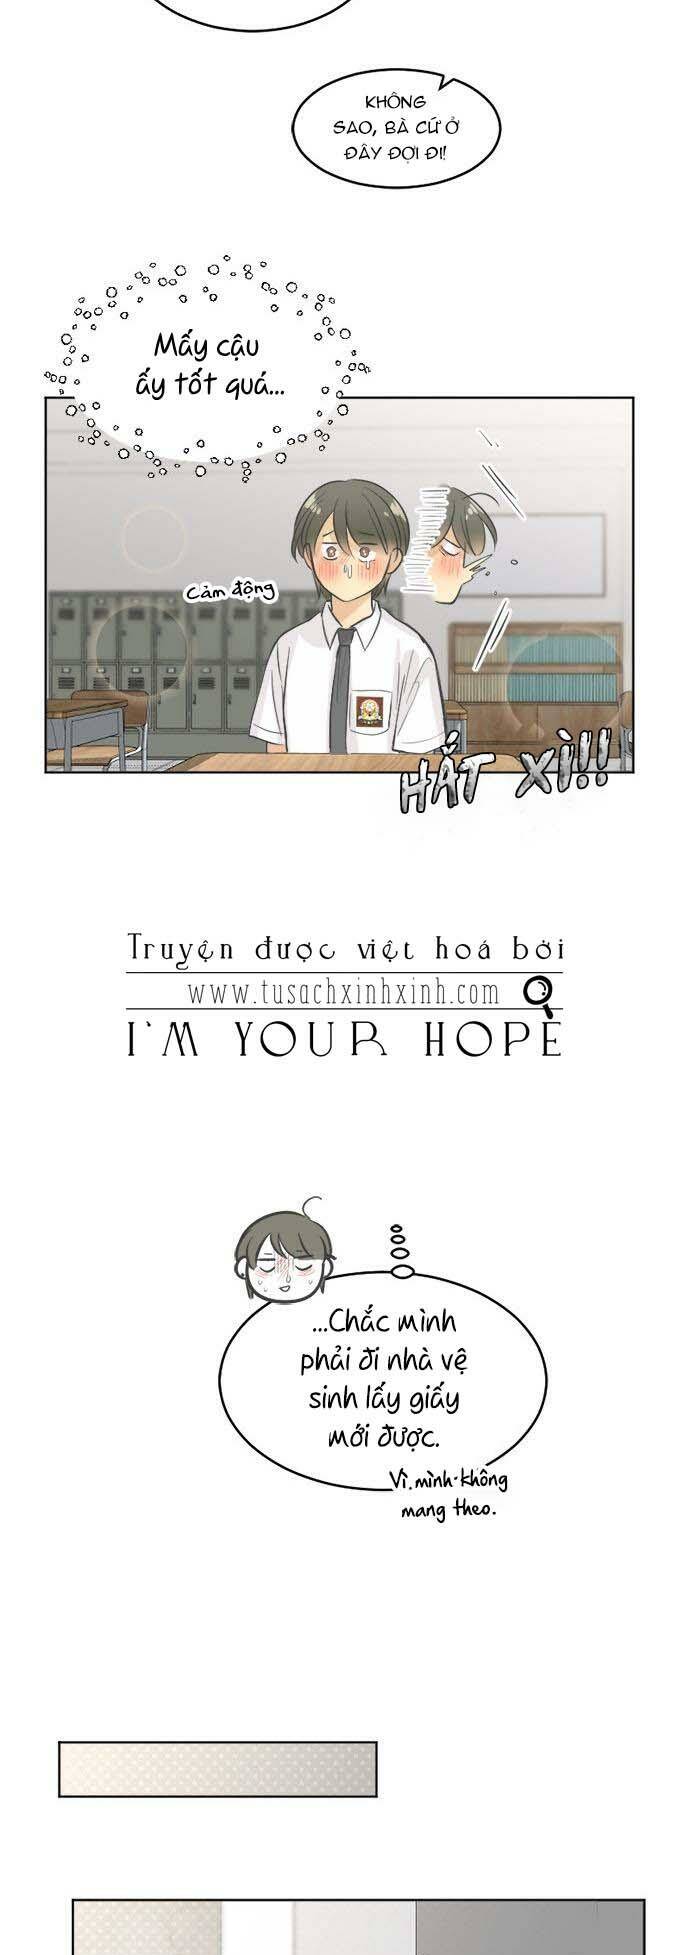 KHÔNG
SAO, BÀ CỨ Ở
ĐÂY ĐỢI ĐI!
Mấy cậu
ấy tốt quá...
Cảm động
HẮT XÌ!!!
Truyện được việt hoá bởi
www.tusachxinhxinh.com
I'M YOUR HOPE
...Chắc mình
phải đi nhà vệ
sinh lấy giấy
mới được.
Vì mình không
mang theo.